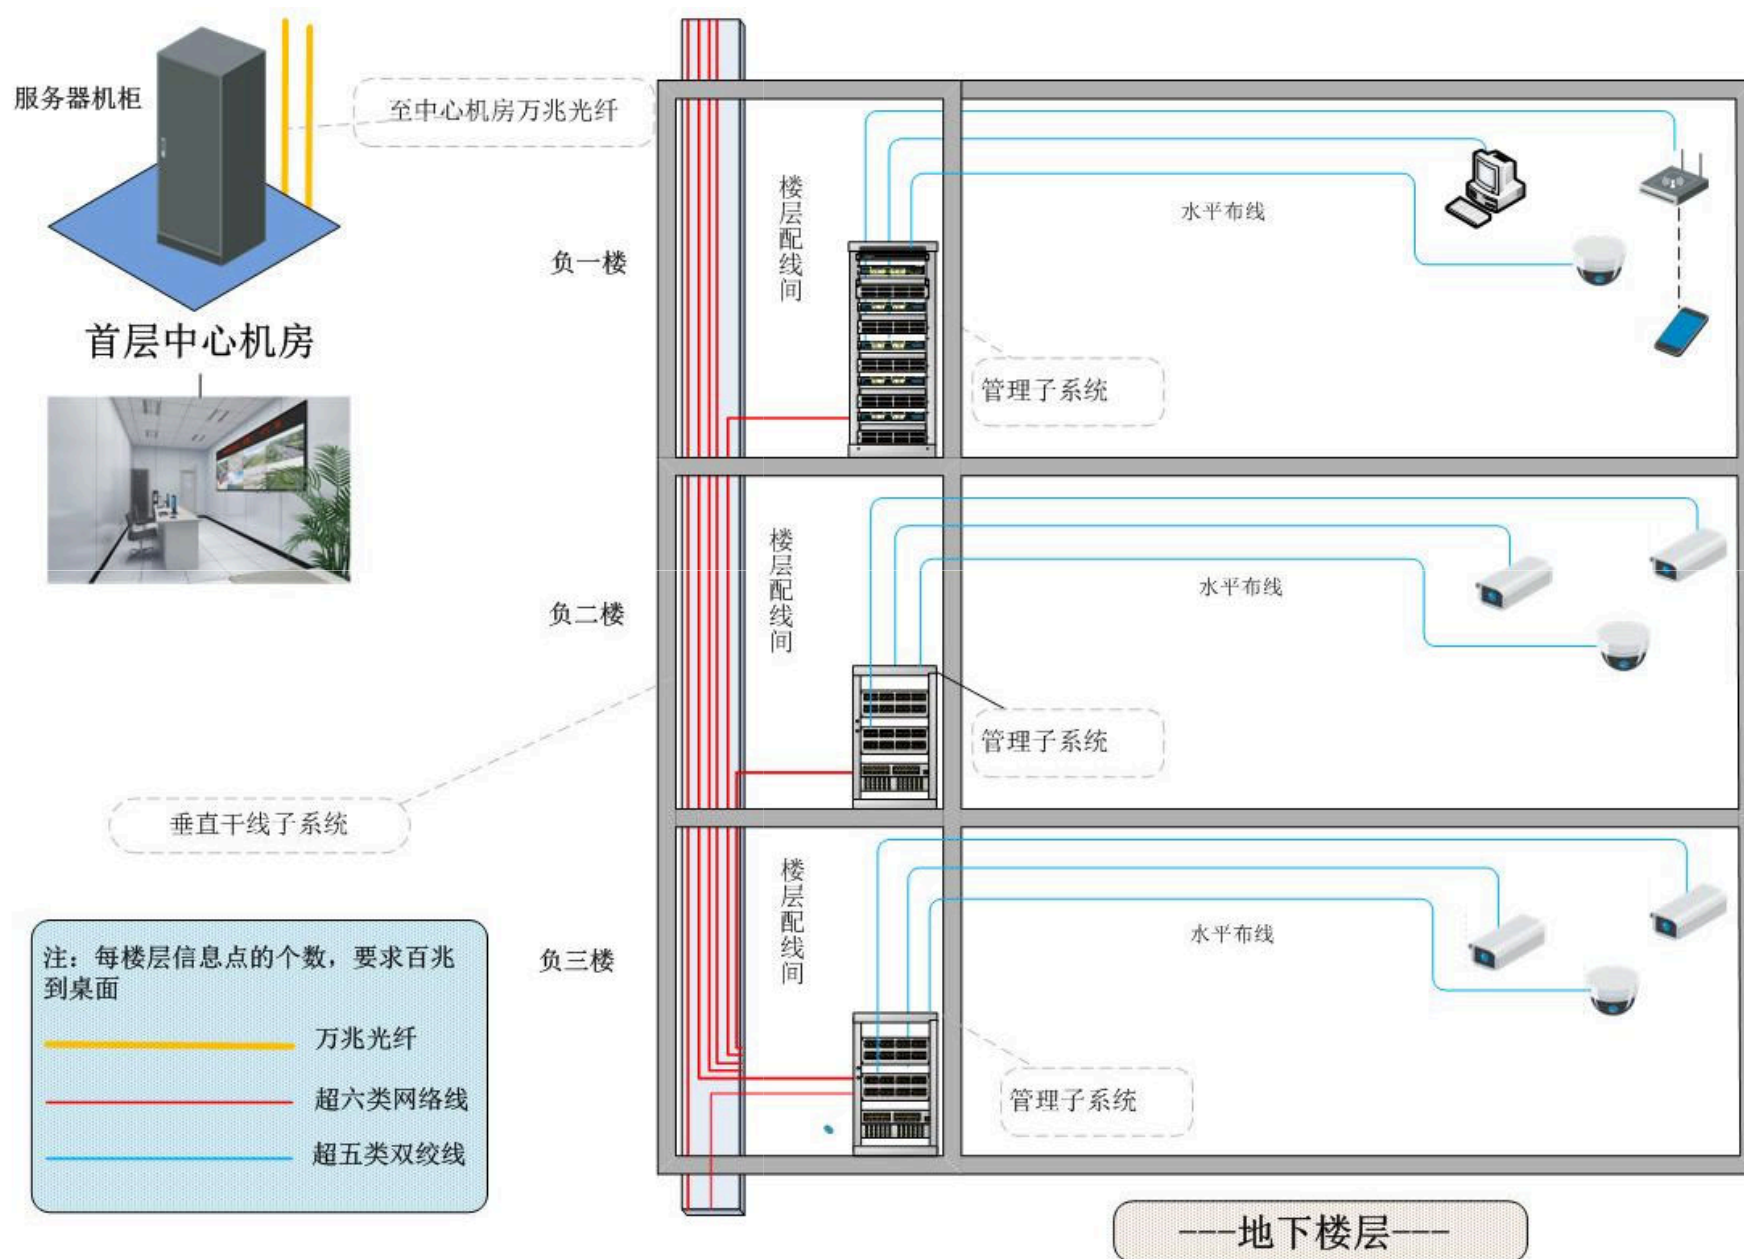 服务器机柜
至中心机房万兆光纤
首层中心机房
负一楼
楼层配线间
水平布线
管理子系统
负二楼
楼层配线间
水平布线
管理子系统
垂直干线子系统
负三楼
楼层配线间
水平布线
管理子系统
注：每楼层信息点的个数，要求百兆
到桌面
万兆光纤
超六类网络线
超五类双绞线
---地下楼层---